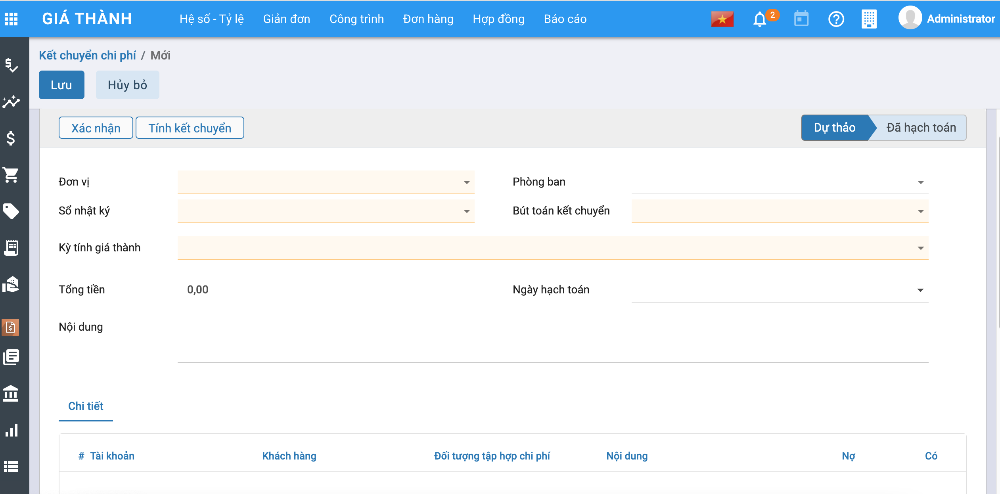 GIÁ THÀNH Hệ số - Tỷ lệ Giản đơn Công trình Đơn hàng Hợp đồng Báo cáo 2 Administrator
Kết chuyển chi phí / Mới
Lưu Hủy bỏ
Xác nhận Tính kết chuyển Dự thảo Đã hạch toán
Đơn vị Phòng ban
Sổ nhật ký Bút toán kết chuyển
Kỳ tính giá thành
Tổng tiền 0,00 Ngày hạch toán
Nội dung
Chi tiết
# Tài khoản Khách hàng Đối tượng tập hợp chi phí Nội dung Nợ Có